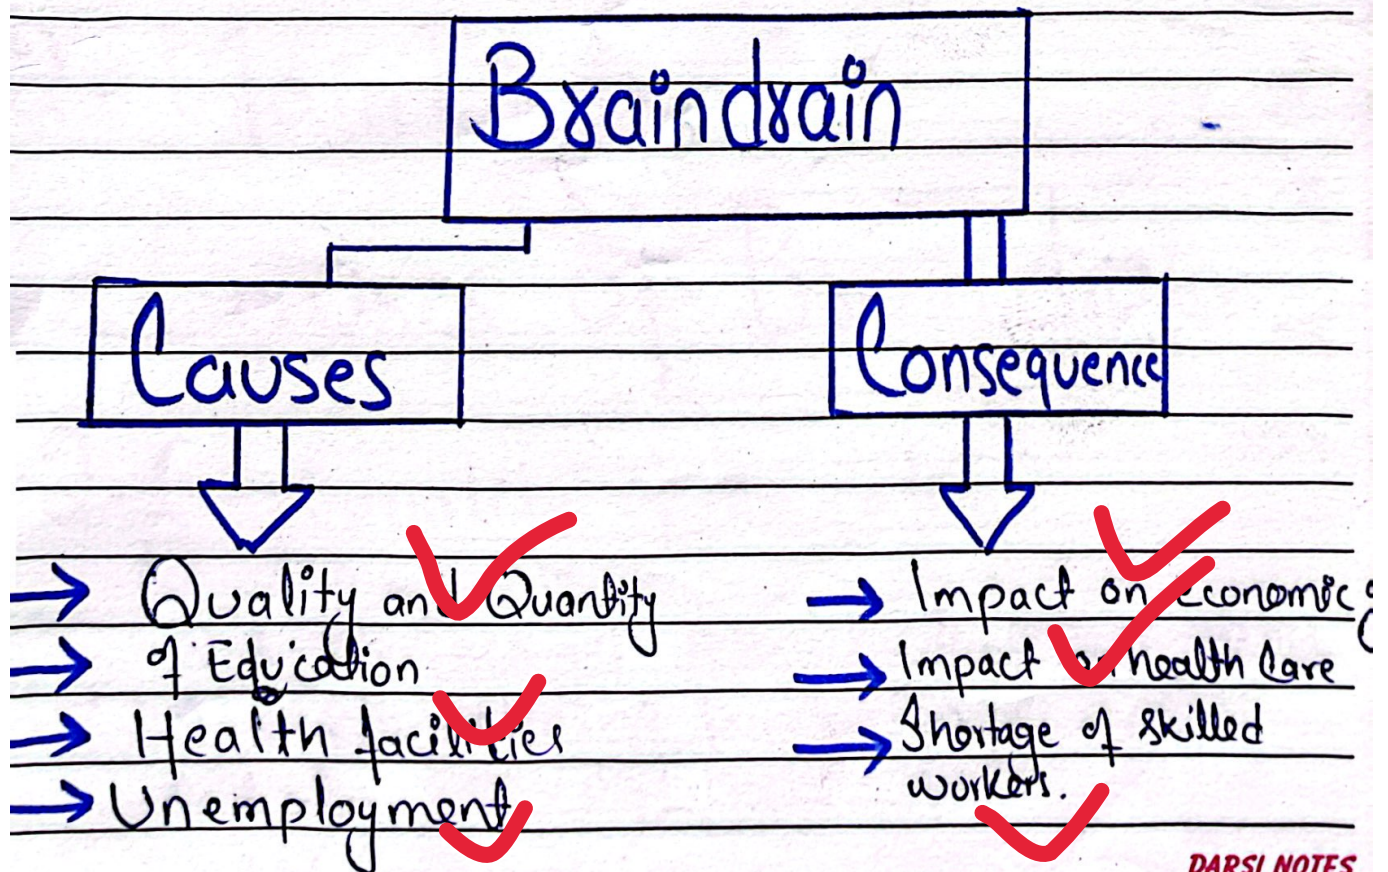 Braindrain
Causes
Consequence
→ Quality and Quantity
→ of Education
→ Health facilities
→ Unemployment
→ Impact on economic g
→ Impact on health Care
→ Shortage of skilled
workers.
DARSI NOTES